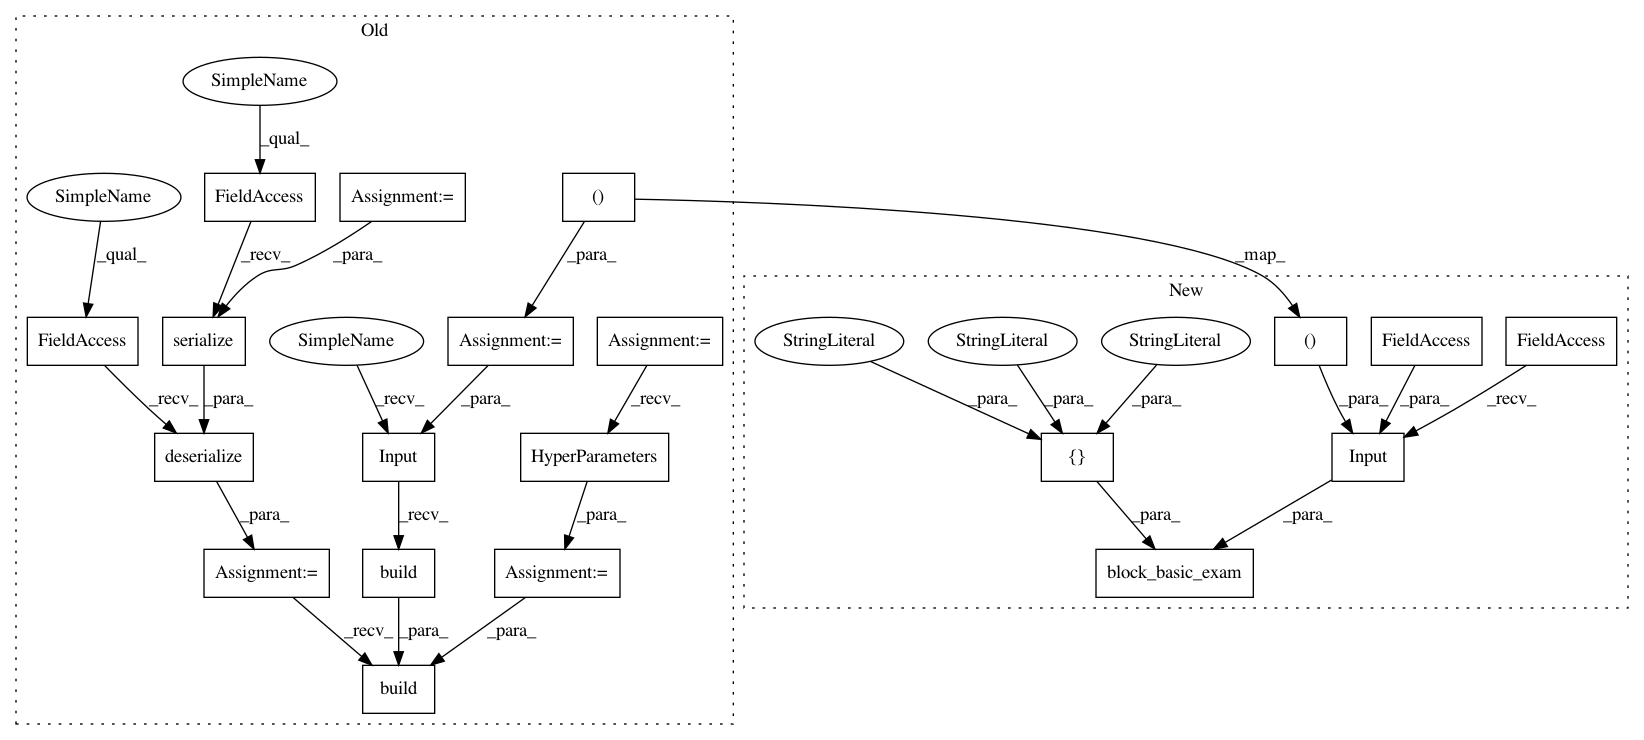 Old
SimpleName
_qual_
SimpleName
FieldAccess
Assignment:=
()
_qual_
_recv_
_para_
_para_
_map_
New
FieldAccess
serialize
SimpleName
Assignment:=
Assignment:=
StringLiteral
StringLiteral
StringLiteral
()
FieldAccess
FieldAccess
_recv_
_para_
_recv_
_para_
_recv_
_para_
_para_
_para_
_para_
_para_
_recv_
deserialize
Input
HyperParameters
{}
Input
_para_
_recv_
_para_
_para_
_para_
Assignment:=
build
Assignment:=
block_basic_exam
_recv_
_para_
_para_
build